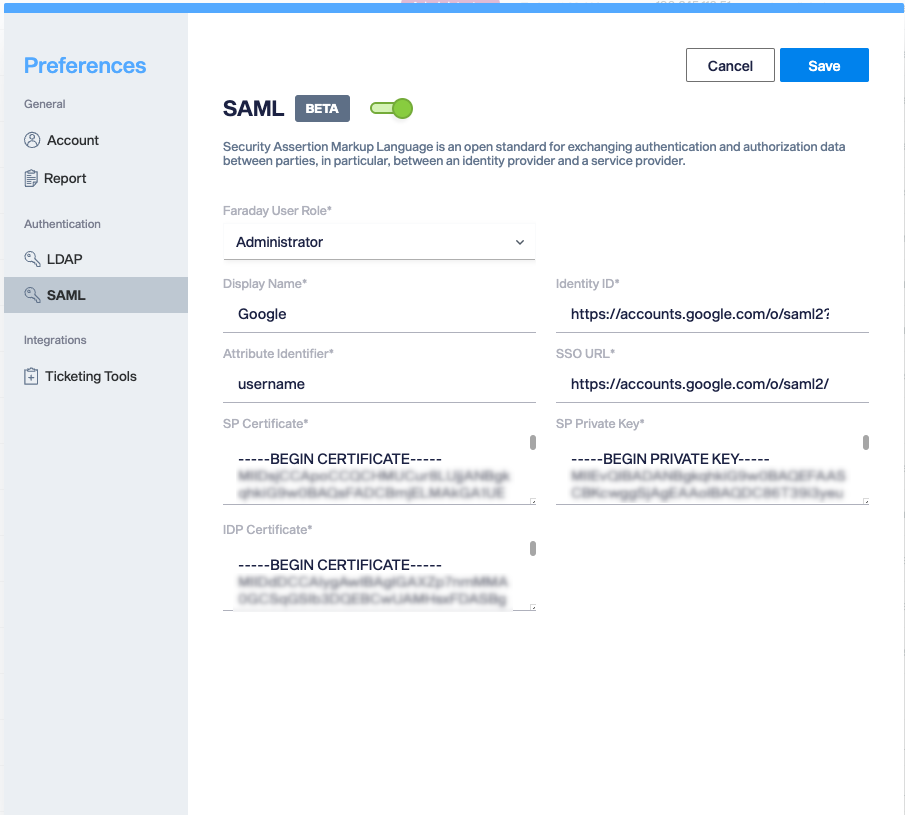 Preferences
General
Account
Report
Authentication
LDAP
SAML
Integrations
Ticketing Tools
Cancel
Save
SAML
BETA
Security Assertion Markup Language is an open standard for exchanging authentication and authorization data
between parties, in particular, between an identity provider and a service provider.
Faraday User Role*
Administrator
Display Name*
Identity ID*
Google
https://accounts.google.com/o/saml2?
Attribute Identifier*
SSO URL*
username
https://accounts.google.com/o/saml2/
SP Certificate*
SP Private Key*
-----BEGIN CERTIFICATE-----
-----BEGIN PRIVATE KEY-----
IDP Certificate*
-----BEGIN CERTIFICATE-----